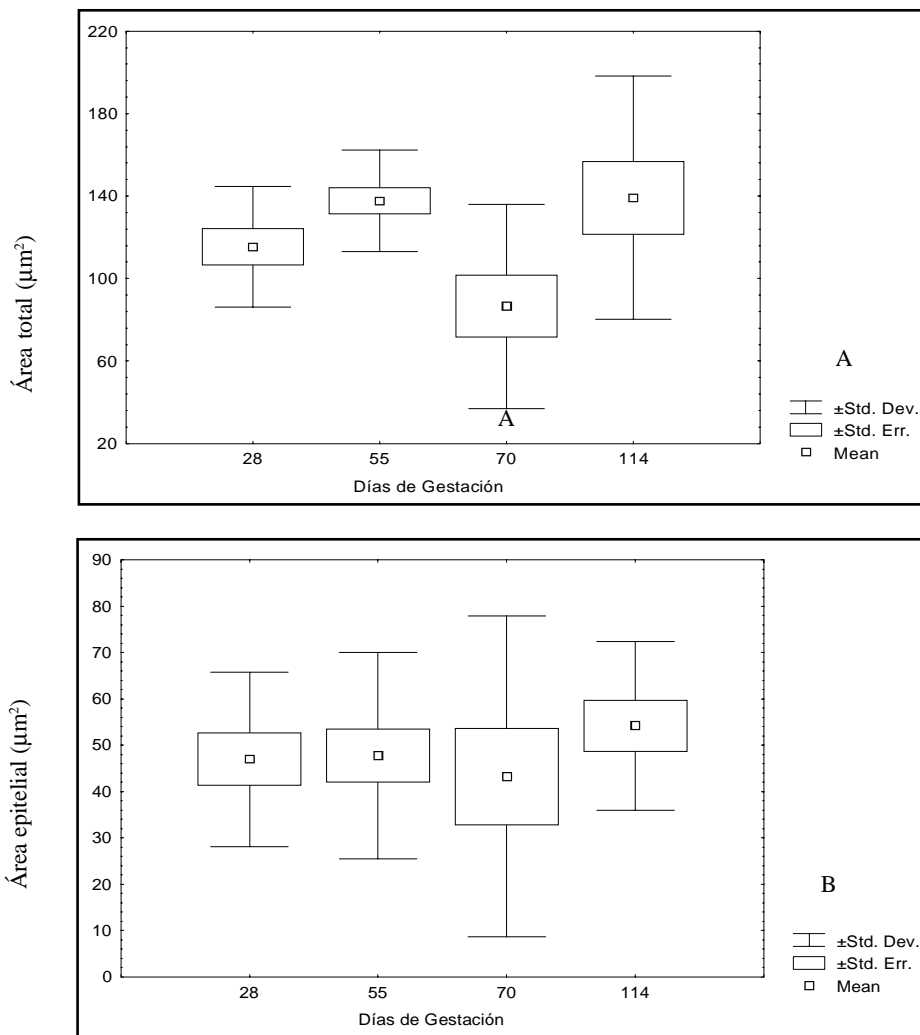 Área total (µm²)
220
180
140
100
60
20
A
28 55 70 114
Días de Gestación
A
±Std. Dev.
±Std. Err.
Mean
Área epitelial (µm²)
90
80
70
60
50
40
30
20
10
0
28 55 70 114
Días de Gestación
B
±Std. Dev.
±Std. Err.
Mean